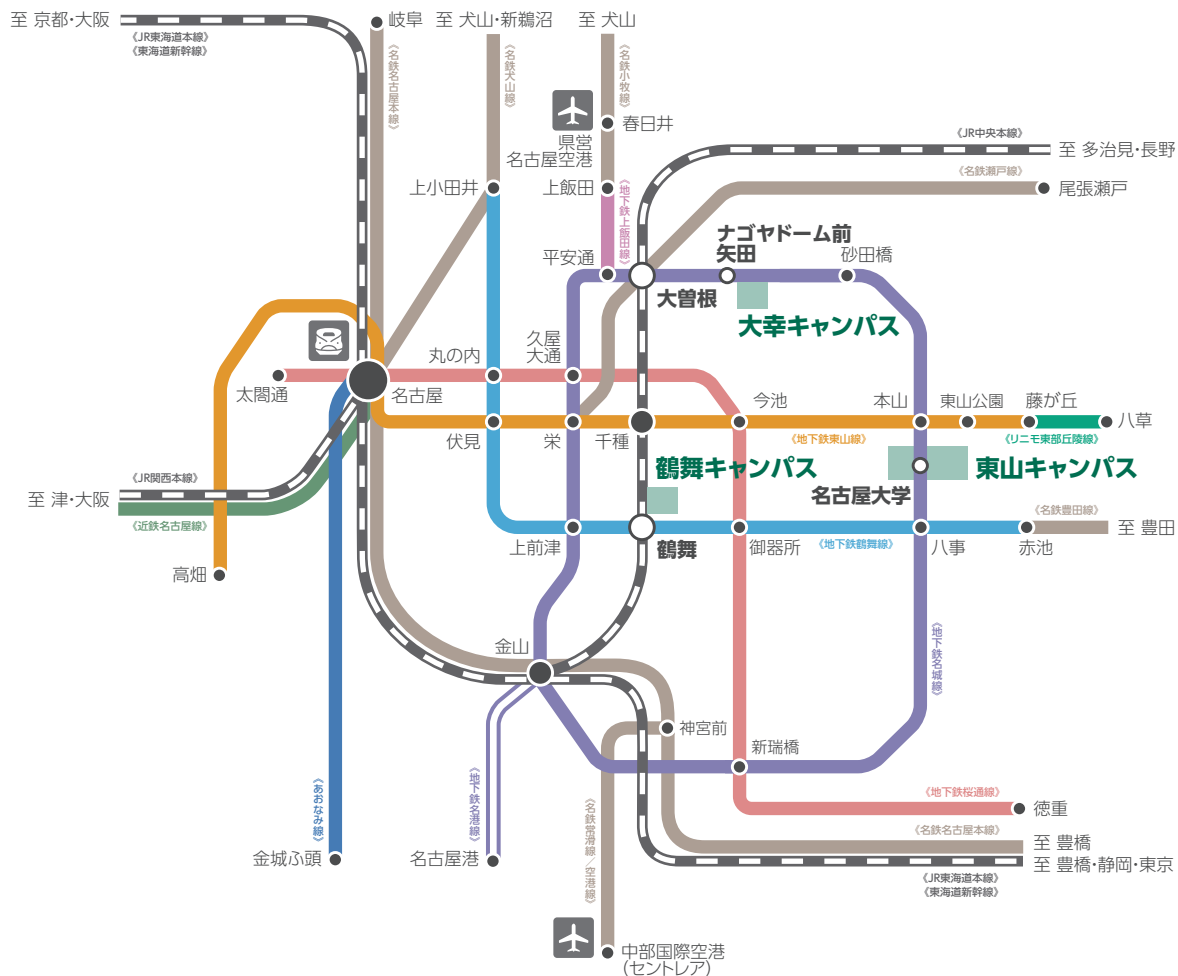 至 京都・大阪
《JR東海道本線》
《東海道新幹線》
岐阜
《名鉄名古屋本線》
至 犬山・新鵜沼
《名鉄犬山線》
至 犬山
《名鉄小牧線》
春日井
県営
名古屋空港
《JR中央本線》
至 多治見・長野
《名鉄瀬戸線》
尾張瀬戸
上小田井
上飯田
《地下鉄上飯田線》
平安通
大曽根
ナゴヤドーム前
矢田
砂田橋
大幸キャンパス
太閤通
名古屋
丸の内
久屋
大通
伏見
栄
千種
今池
《地下鉄東山線》
本山
東山公園
藤が丘
《リニモ東部丘陵線》
八草
鶴舞キャンパス
東山キャンパス
名古屋大学
《JR関西本線》
至 津・大阪
《近鉄名古屋線》
高畑
上前津
鶴舞
御器所
《地下鉄鶴舞線》
八事
赤池
《名鉄豊田線》
至 豊田
金山
《地下鉄名城線》
神宮前
新瑞橋
《あおなみ線》
金城ふ頭
《地下鉄名港線》
名古屋港
《名鉄常滑線/空港線》
《地下鉄桜通線》
徳重
《名鉄名古屋本線》
至 豊橋
至 豊橋・静岡・東京
《JR東海道本線》
《東海道新幹線》
中部国際空港
(セントレア)